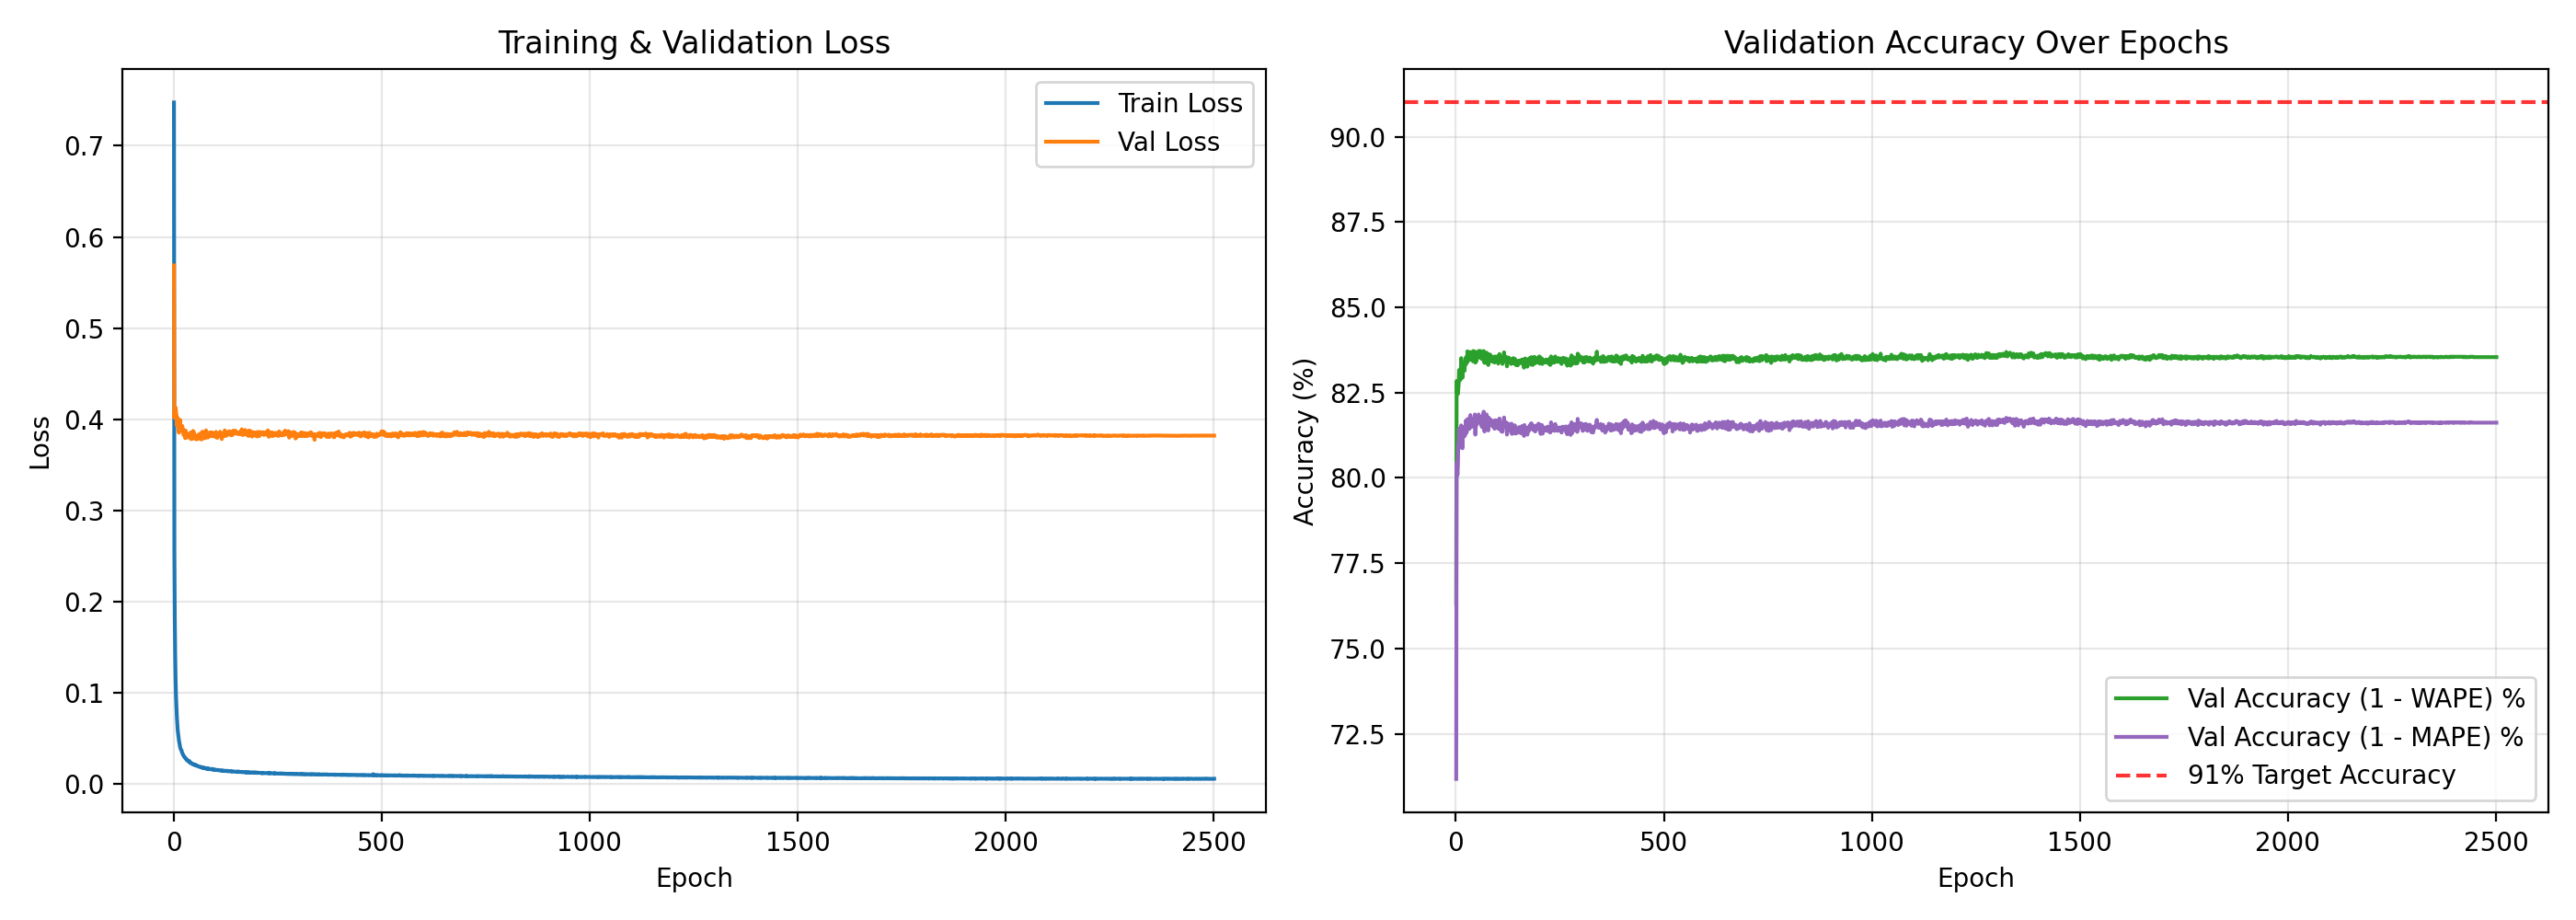 Training & Validation Loss
Train Loss
Val Loss
0.7
0.6
0.5
0.4
0.3
0.2
0.1
0.0
Loss
0 500 1000 1500 2000 2500
Epoch
Validation Accuracy Over Epochs
90.0
87.5
85.0
82.5
80.0
77.5
75.0
72.5
Accuracy (%)
Val Accuracy (1 - WAPE) %
Val Accuracy (1 - MAPE) %
91% Target Accuracy
0 500 1000 1500 2000 2500
Epoch